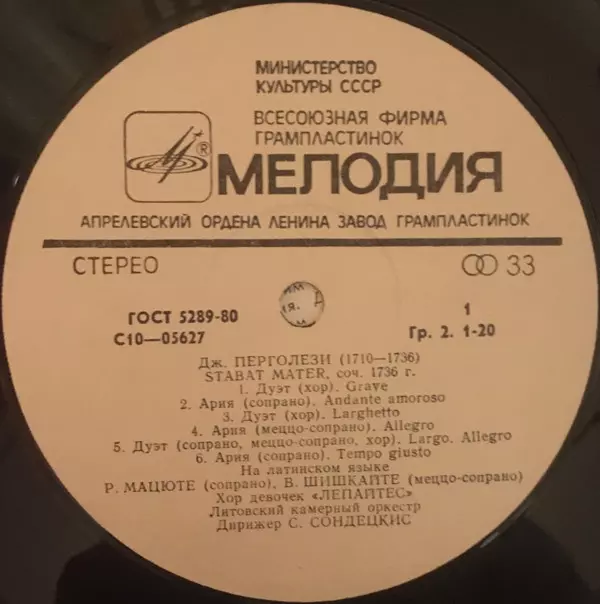 МИНИСТЕРСТВО
КУЛЬТУРЫ СССР
ВСЕСОЮЗНАЯ ФИРМА
ГРАМПЛАСТИНОК
®
МЕЛОДИЯ
АПРЕЛЕВСКИЙ ОРДЕНА ЛЕНИНА ЗАВОД ГРАМПЛАСТИНОК
СТЕРЕО 33
ГОСТ 5289-80 1
С10—05627 Гр. 2. 1-20
Дж. ПЕРГОЛЕЗИ (1710—1736)
STABAT MATER, соч. 1736 г.
1. Дуэт (хор). Grave
2. Ария (сопрано). Andante amoroso
3. Дуэт (хор). Larghetto
4. Ария (меццо-сопрано). Allegro
5. Дуэт (сопрано, меццо-сопрано, хор). Largo. Allegro
6. Ария (сопрано). Tempo giusto
На латинском языке
Р. МАЦЮТЕ (сопрано), В. ШИШКАЙТЕ (меццо-сопрано)
Хор девочек «ЛЕПАЙТЕС»
Литовский камерный оркестр
Дирижер С. СОНДЕЦКИС